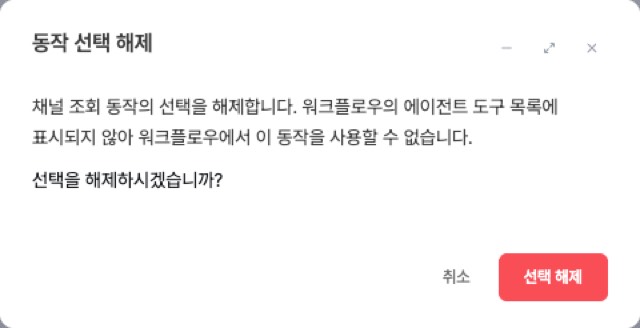 동작 선택 해제
채널 조회 동작의 선택을 해제합니다. 워크플로우의 에이전트 도구 목록에
표시되지 않아 워크플로우에서 이 동작을 사용할 수 없습니다.
선택을 해제하시겠습니까?
취소
선택 해제